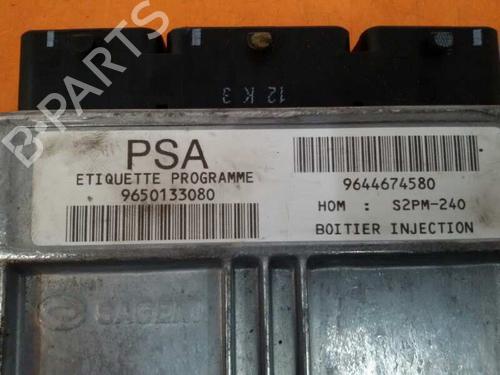 12 K 3
B-PARTS
PSA
ETIQUETTE PROGRAMME
9650133080
9644674580
HOM : S2PM-240
BOITIER INJECTION
SAGEM